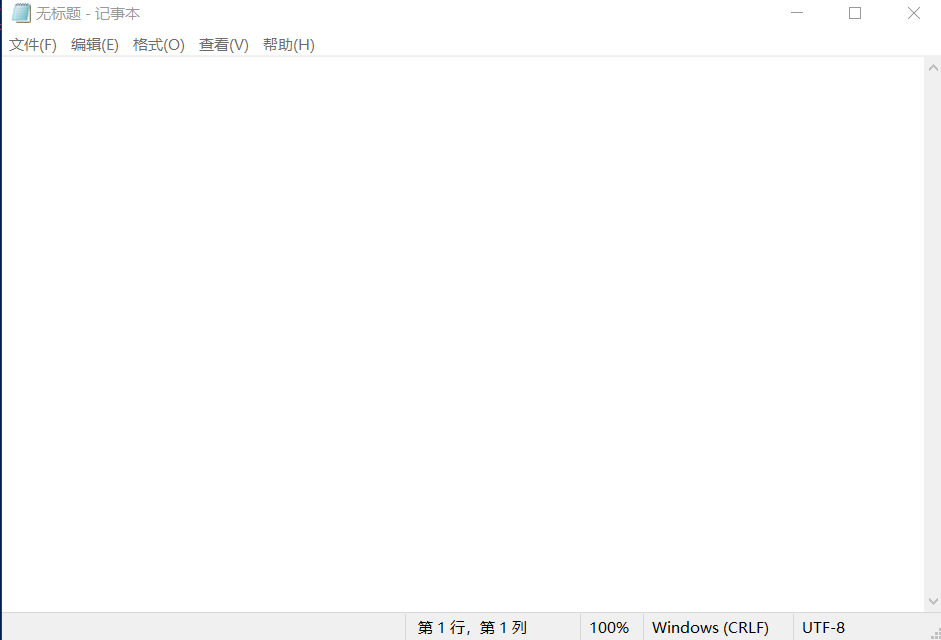 无标题 - 记事本
文件(F) 编辑(E) 格式(O) 查看(V) 帮助(H)
第 1 行，第 1 列 100% Windows (CRLF) UTF-8